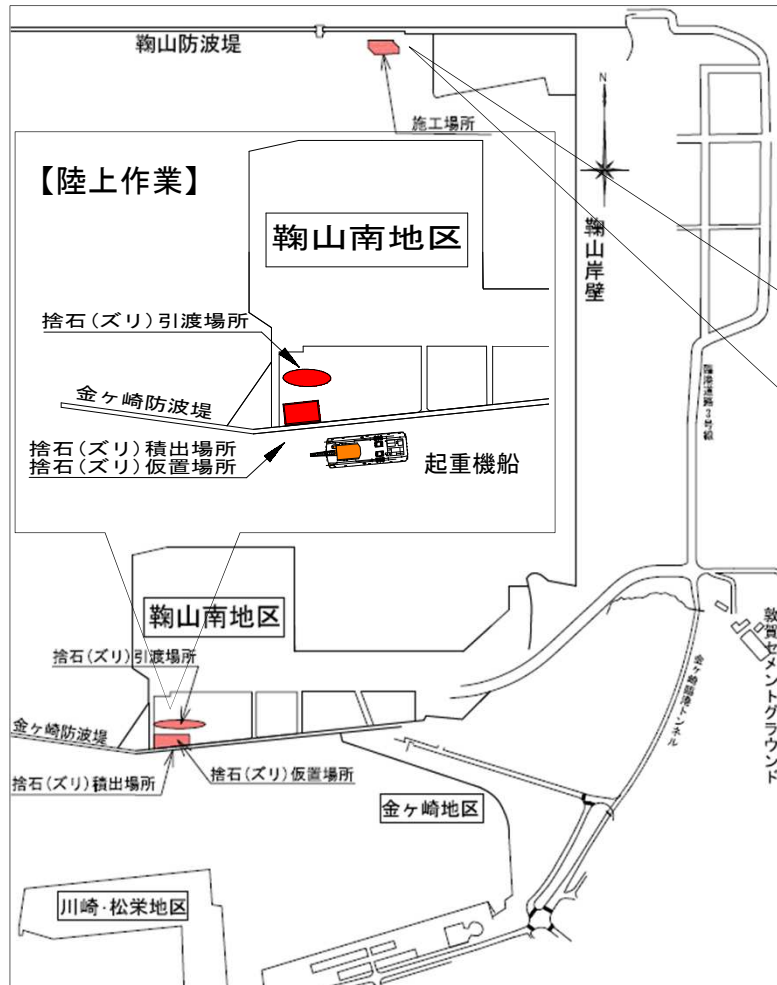 鞠山防波堤
施工場所
N
【陸上作業】
鞠山南地区
鞠山岸壁
捨石(ズリ)引渡場所
金ヶ崎防波堤
捨石(ズリ)積出場所
捨石(ズリ)仮置場所
起重機船
臨港道路3号線
鞠山南地区
捨石(ズリ)引渡場所
敦賀セメントグラウンド
金ヶ崎臨港トンネル
金ヶ崎防波堤
捨石(ズリ)積出場所
捨石(ズリ)仮置場所
金ヶ崎地区
川崎・松栄地区